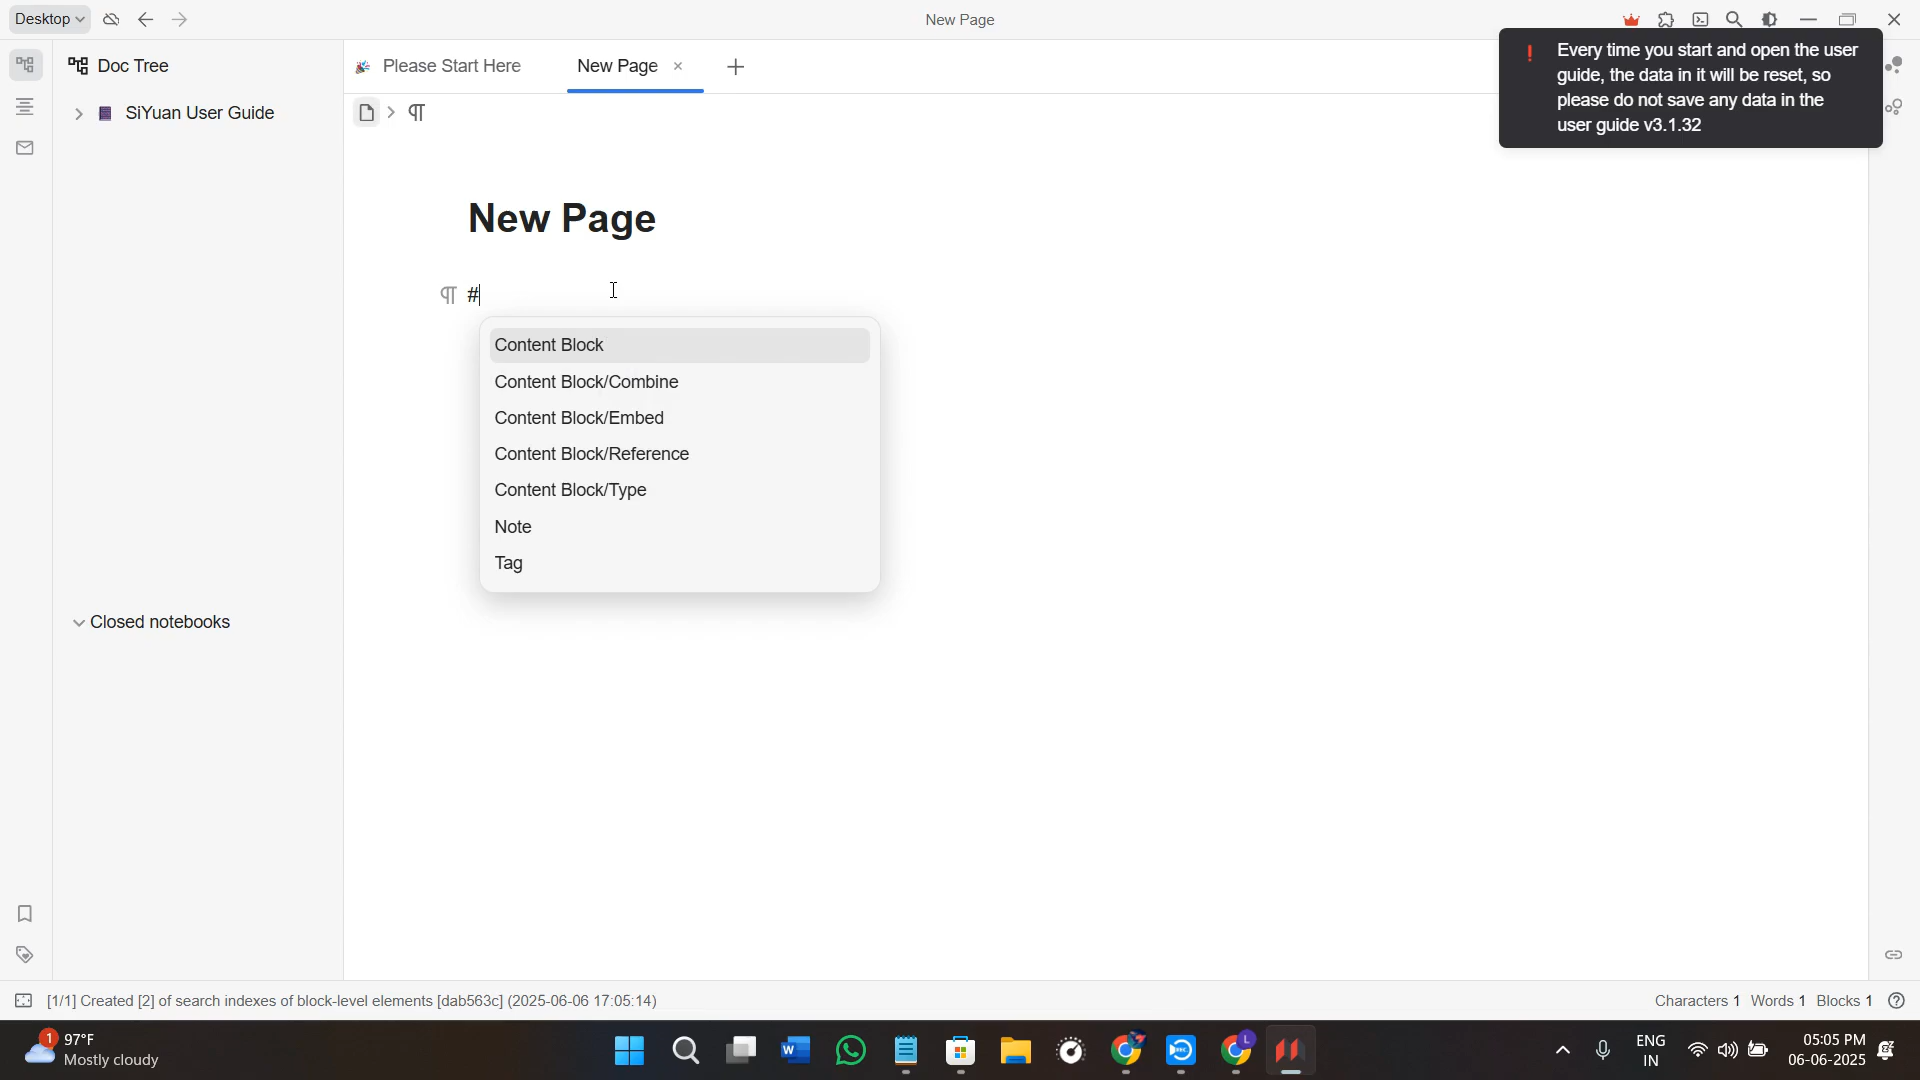 Desktop
New Page
Doc Tree
SiYuan User Guide
Closed notebooks
Please Start Here
New Page
Every time you start and open the user
guide, the data in it will be reset, so
please do not save any data in the
user guide v3.1.32
New Page
#
Content Block
Content Block/Combine
Content Block/Embed
Content Block/Reference
Content Block/Type
Note
Tag
[1/1] Created [2] of search indexes of block-level elements [dab563c] (2025-06-06 17:05:14)
Characters 1 Words 1 Blocks 1
1
97°F
Mostly cloudy
L
ENG
IN
05:05 PM
06-06-2025